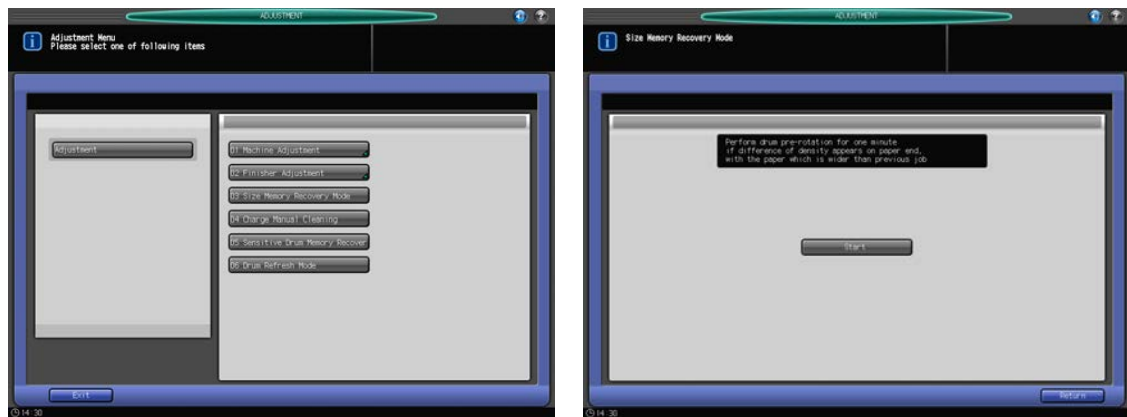 ADJUSTMENT
Adjustment Menu
Please select one of following items
Adjustment
01 Machine Adjustment
02 Finisher Adjustment
03 Size Memory Recovery Mode
04 Charge Manual Cleaning
05 Sensitive Drum Memory Recover
06 Drum Refresh Mode
Exit
14:30
ADJUSTMENT
Size Memory Recovery Mode
Perform drum pre-rotation for one minute
if difference of density appears on paper end,
with the paper which is wider than previous job
Start
Return
14:30